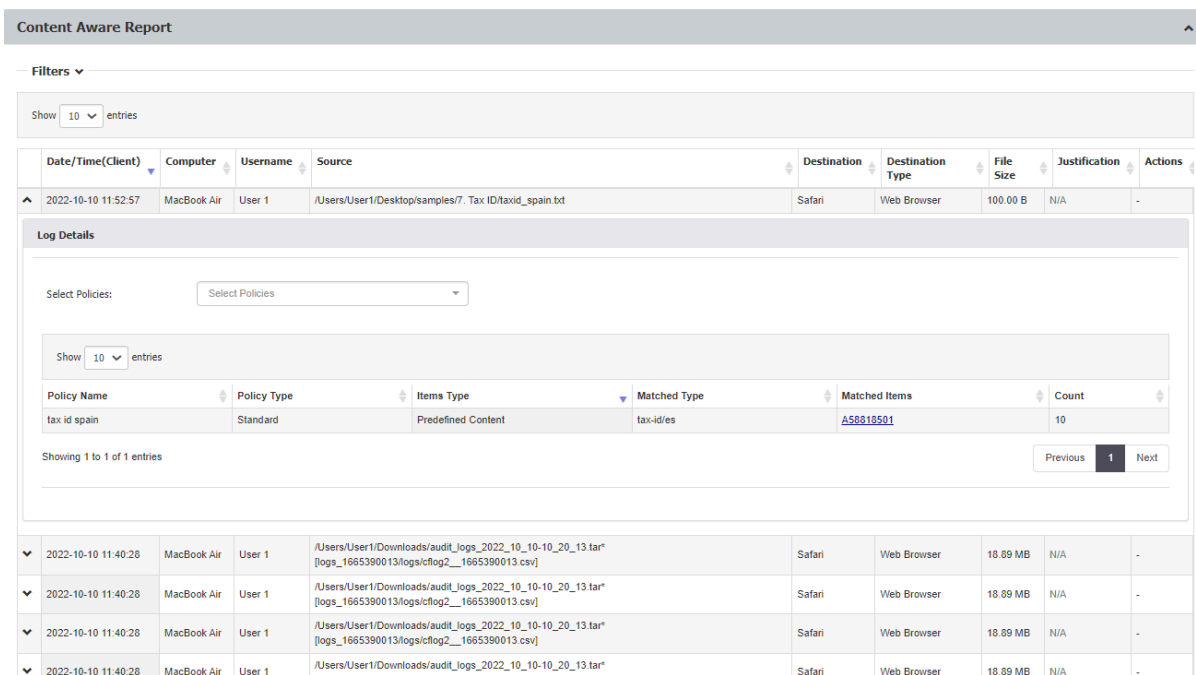 Content Aware Report
Filters
Show 10 entries
Date/Time(Client) Computer Username Source Destination Destination Type File Size Justification Actions
2022-10-10 11:52:57 MacBook Air User 1 /Users/User1/Desktop/samples/7. Tax ID/taxid_spain.txt Safari Web Browser 100.00 B N/A -
Log Details
Select Policies: Select Policies
Show 10 entries
Policy Name Policy Type Items Type Matched Type Matched Items Count
tax id spain Standard Predefined Content tax-id/es A58818501 10
Showing 1 to 1 of 1 entries Previous 1 Next
2022-10-10 11:40:28 MacBook Air User 1 /Users/User1/Downloads/audit_logs_2022_10_10-10_20_13.tar* Safari Web Browser 18.89 MB N/A -
[logs_1665390013/logs/cflog2__1665390013.csv]
2022-10-10 11:40:28 MacBook Air User 1 /Users/User1/Downloads/audit_logs_2022_10_10-10_20_13.tar* Safari Web Browser 18.89 MB N/A -
[logs_1665390013/logs/cflog2__1665390013.csv]
2022-10-10 11:40:28 MacBook Air User 1 /Users/User1/Downloads/audit_logs_2022_10_10-10_20_13.tar* Safari Web Browser 18.89 MB N/A -
[logs_1665390013/logs/cflog2__1665390013.csv]
2022-10-10 11:40:28 MacBook Air User 1 /Users/User1/Downloads/audit_logs_2022_10_10-10_20_13.tar* Safari Web Browser 18.89 MB N/A -